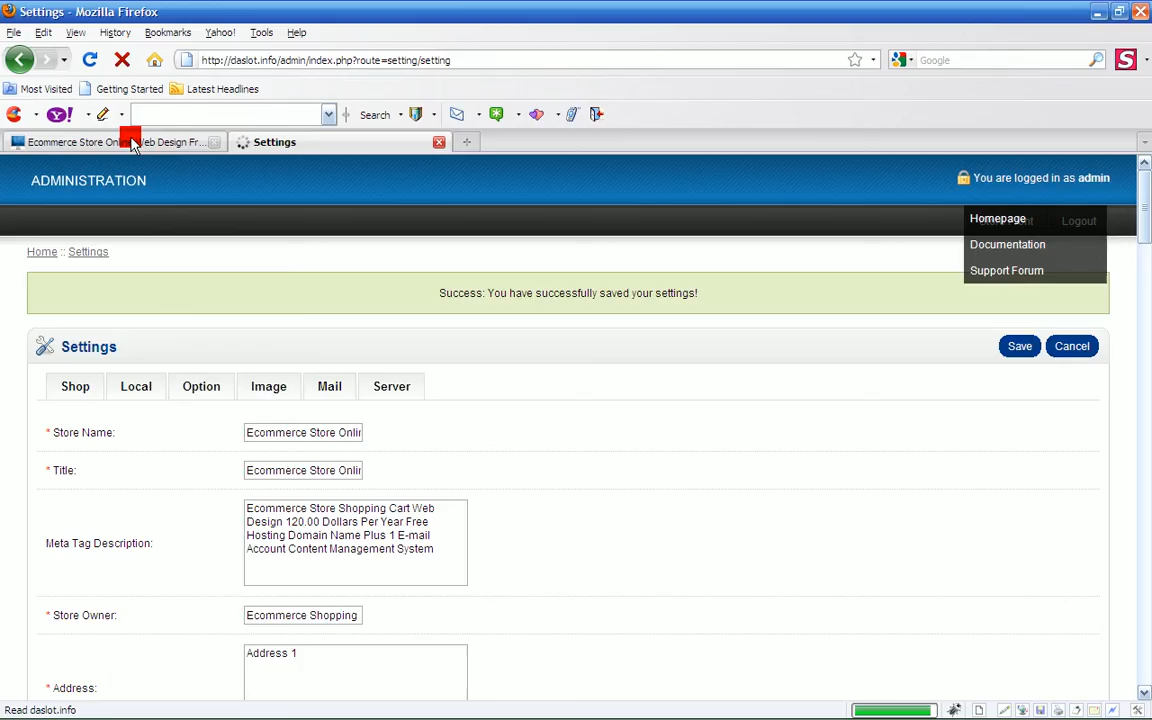 Settings - Mozilla Firefox
File Edit View History Bookmarks Yahoo! Tools Help
http://daslot.info/admin/index.php?route=setting/setting
Google
S
Most Visited Getting Started Latest Headlines
Y! Search
Ecommerce Store Onl Web Design Fr... Settings
ADMINISTRATION
You are logged in as admin
Homepage
Logout
Documentation
Support Forum
Home :: Settings
Success: You have successfully saved your settings!
Settings
Save Cancel
Shop Local Option Image Mail Server
* Store Name: Ecommerce Store Onlin
* Title: Ecommerce Store Onlin
Meta Tag Description:
Ecommerce Store Shopping Cart Web
Design 120.00 Dollars Per Year Free
Hosting Domain Name Plus 1 E-mail
Account Content Management System
* Store Owner: Ecommerce Shopping
Address 1
* Address:
Read daslot.info